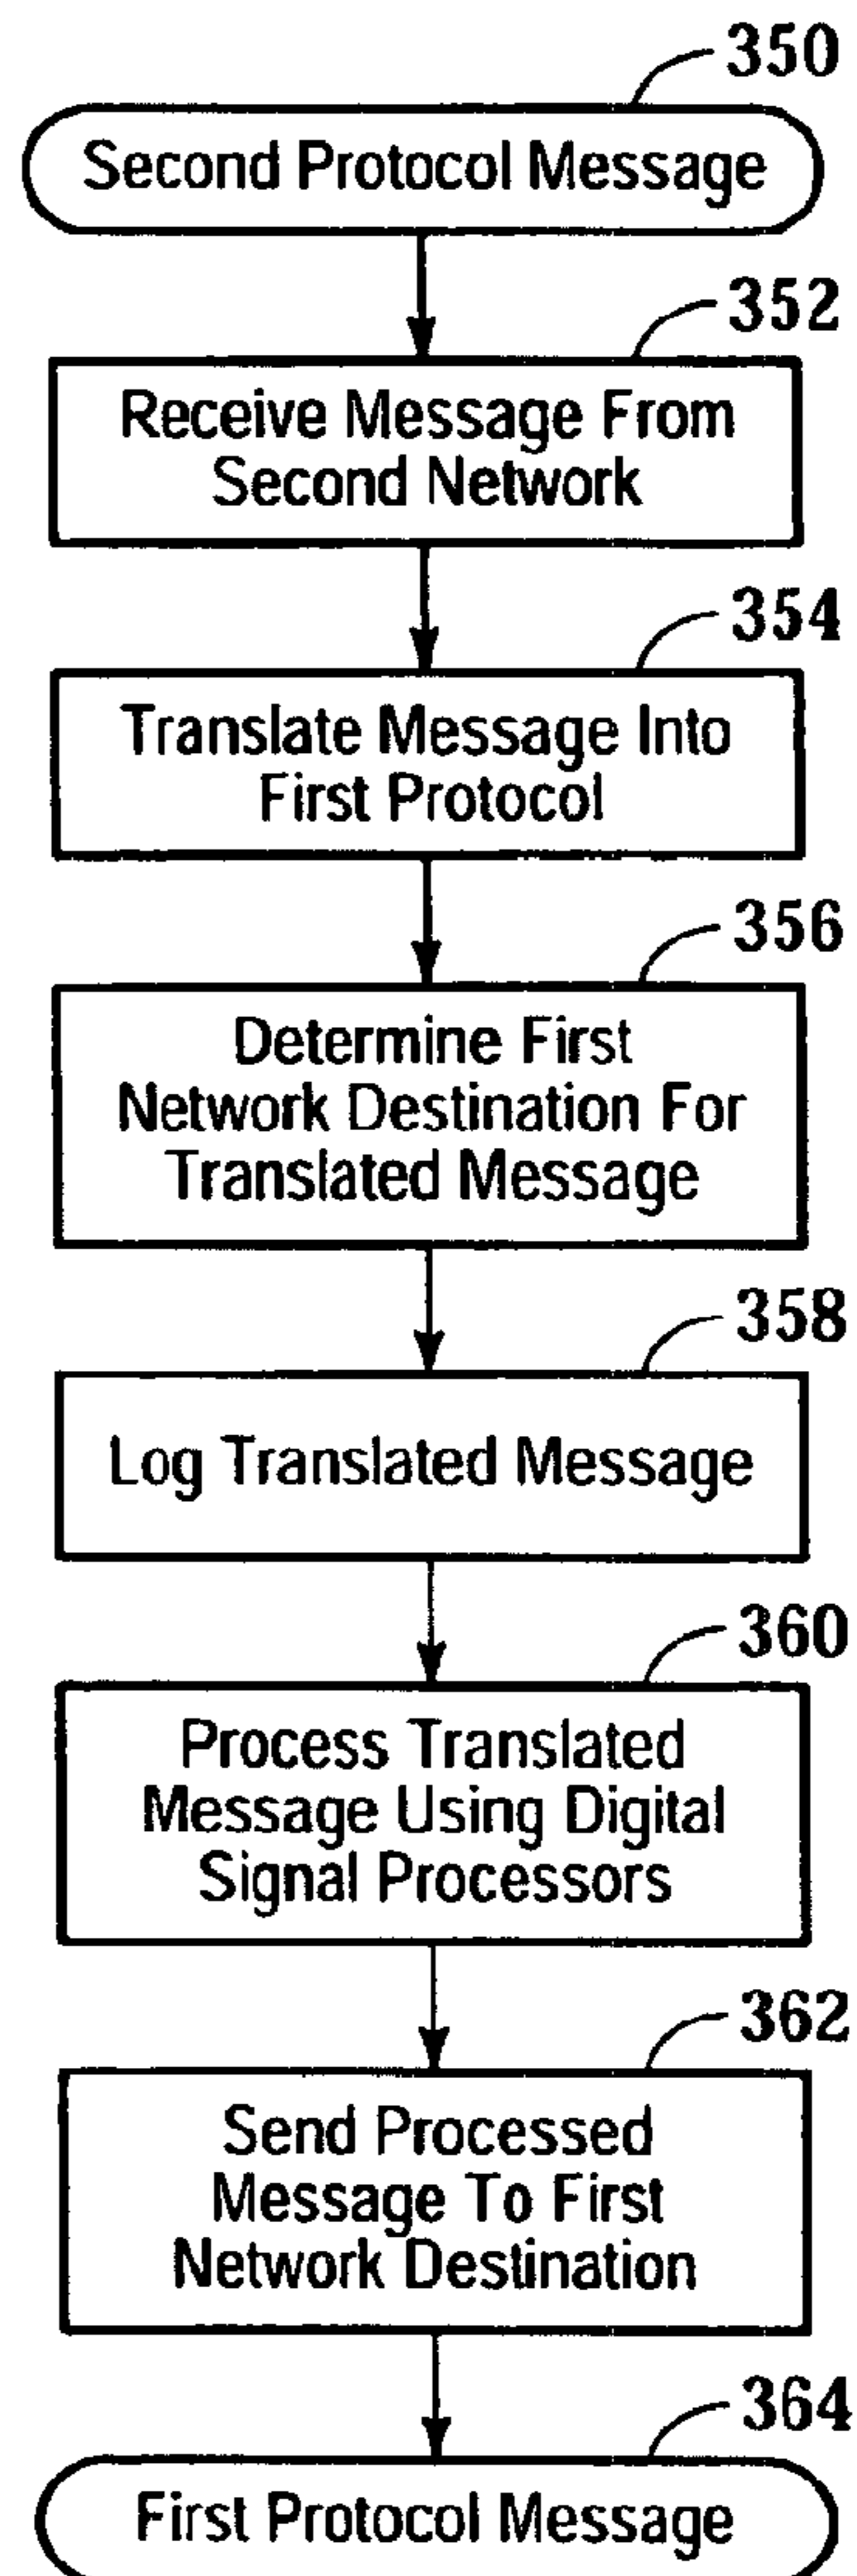 350
Second Protocol Message
352
Receive Message From
Second Network
354
Translate Message Into
First Protocol
356
Determine First
Network Destination For
Translated Message
358
Log Translated Message
360
Process Translated
Message Using Digital
Signal Processors
362
Send Processed
Message To First
Network Destination
364
First Protocol Message